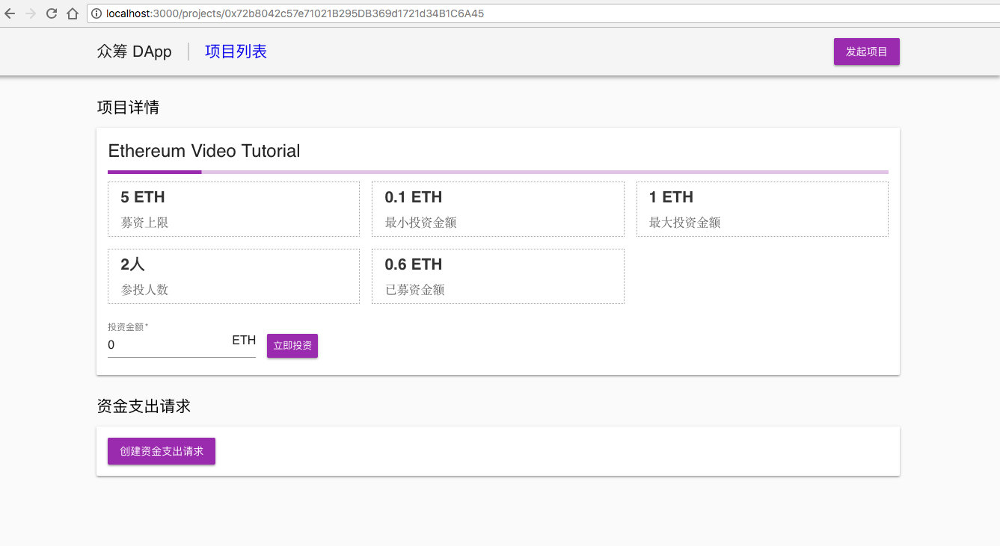 localhost:3000/projects/0x72b8042c57e71021B295DB369d1721d34B1C6A45
众筹 DApp 项目列表 发起项目
项目详情
Ethereum Video Tutorial
5 ETH 0.1 ETH 1 ETH
募资上限 最小投资金额 最大投资金额
2人 0.6 ETH
参投人数 已募资金额
投资金额*
0 ETH 立即投资
资金支出请求
创建资金支出请求